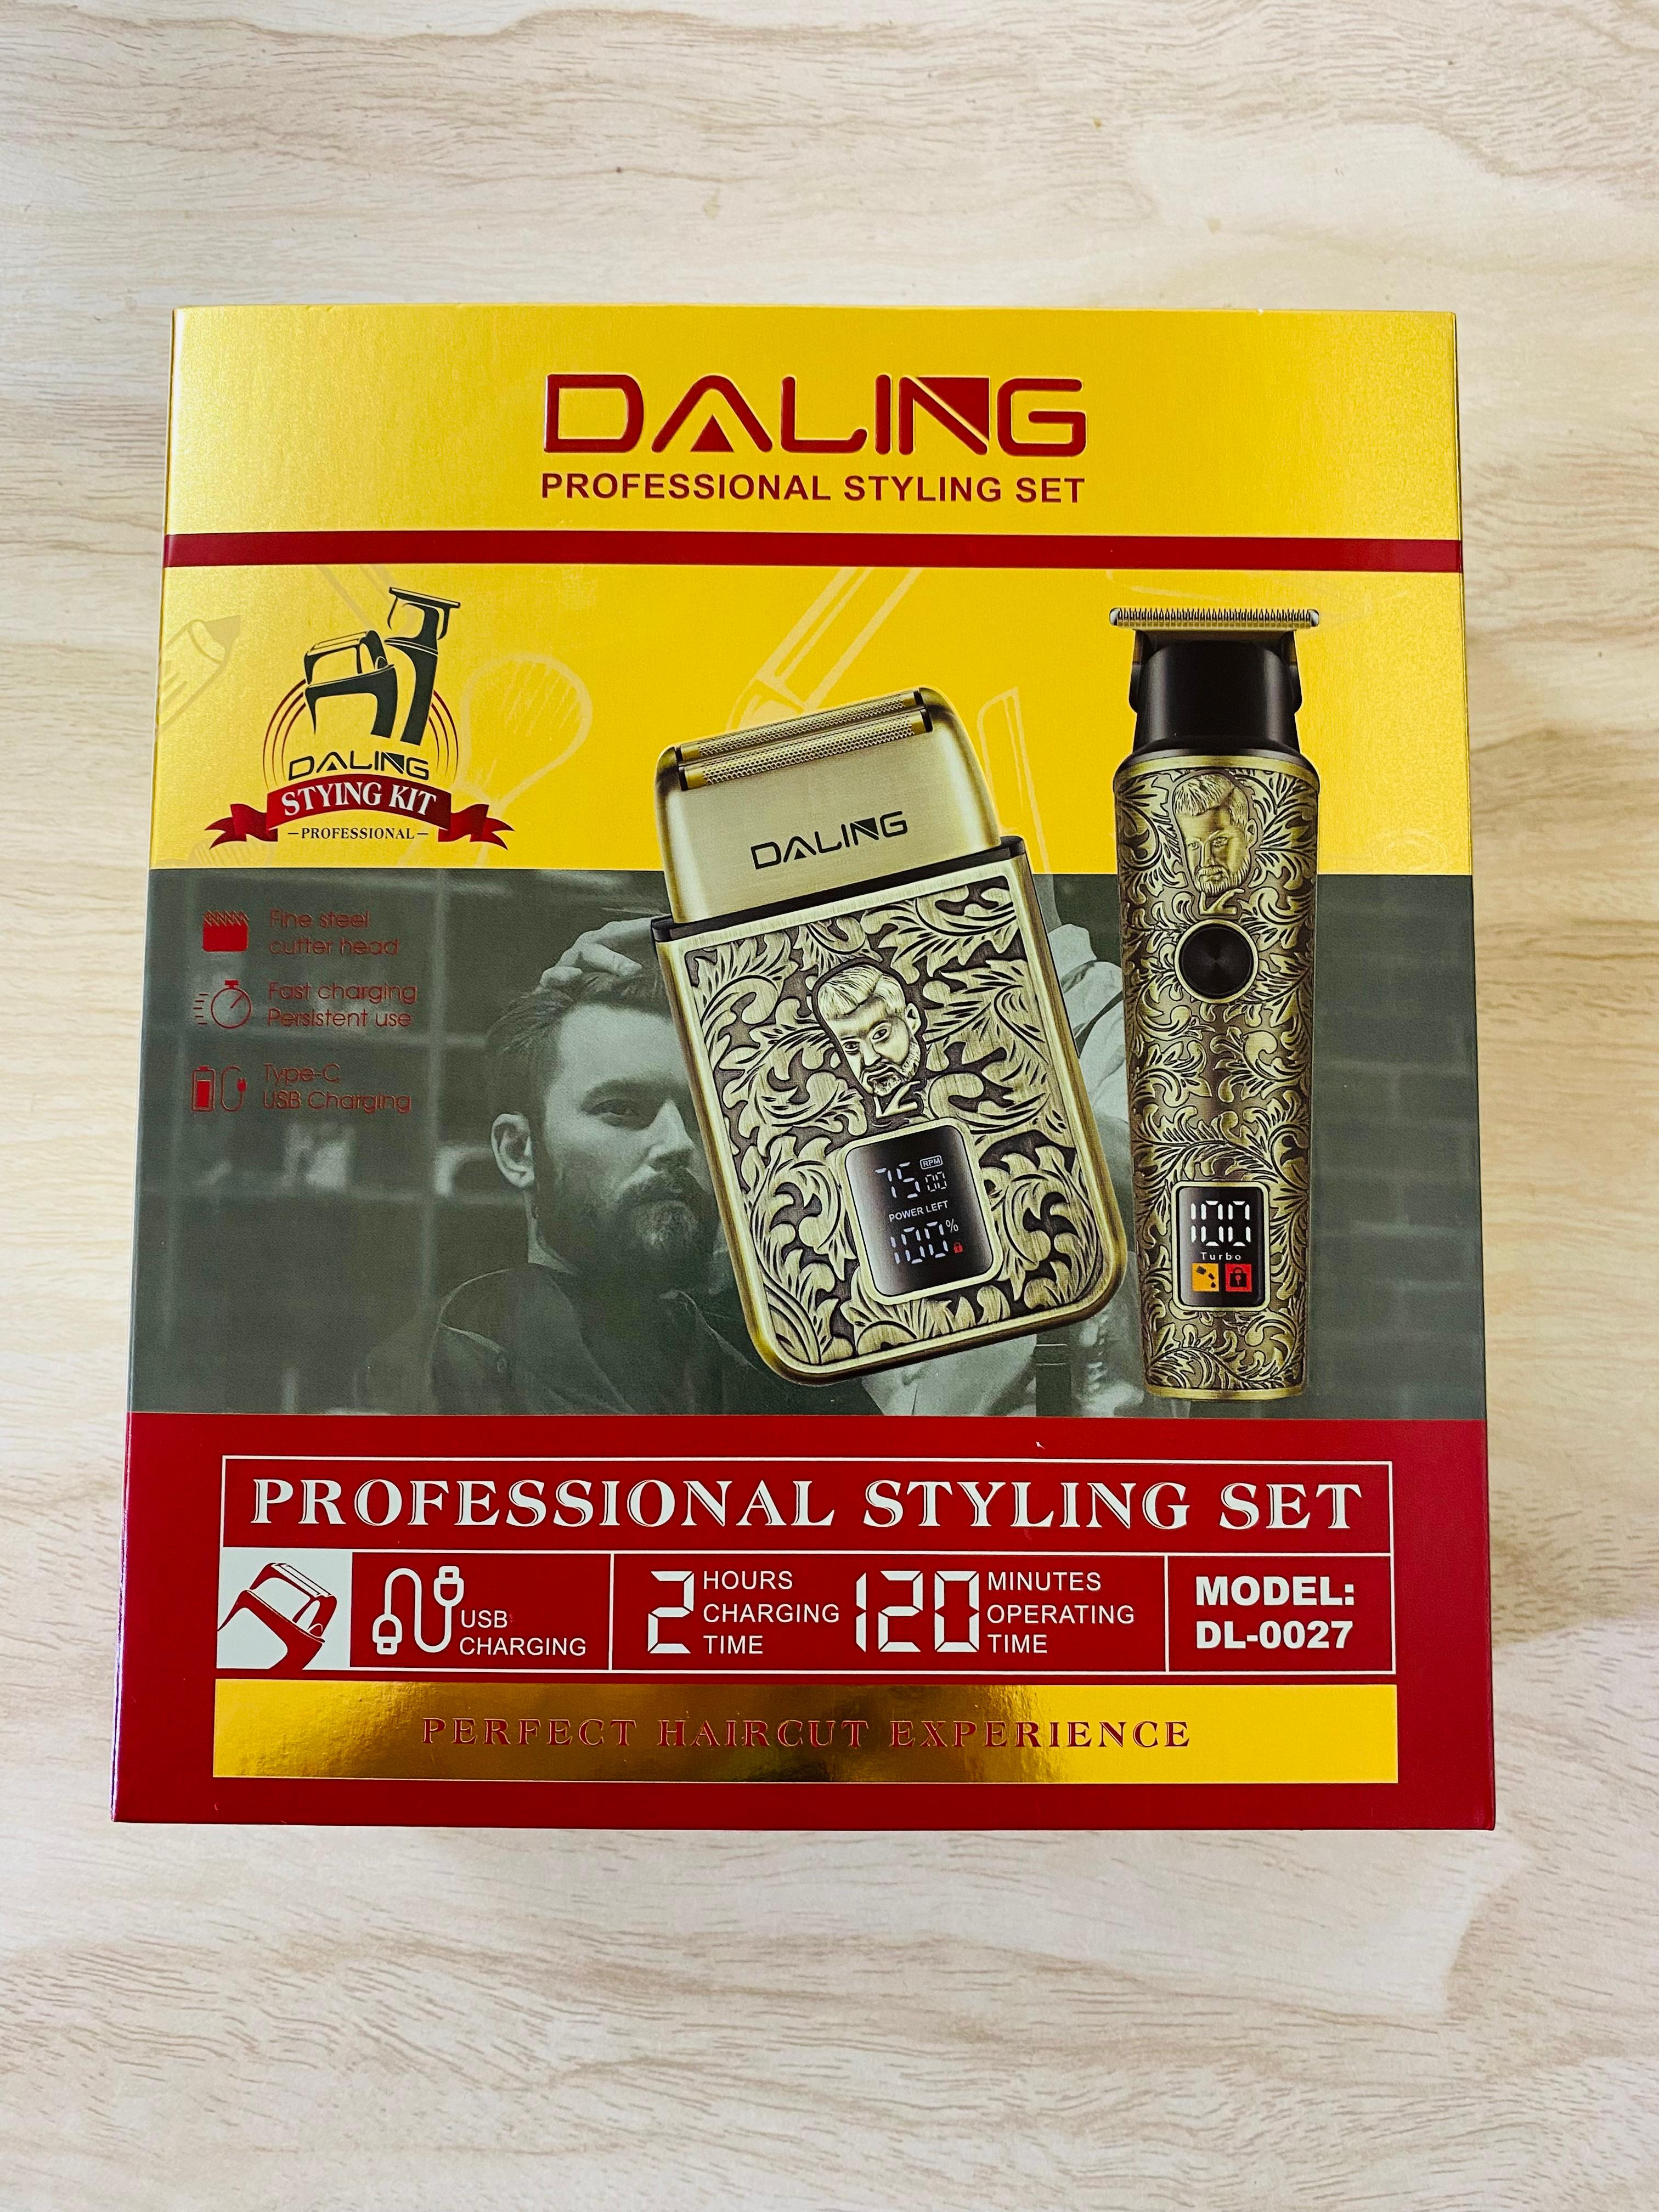 DALING
PROFESSIONAL STYLING SET
DALING
STYING KIT
PROFESSIONAL
Fine steel
cutter head
Fast charging
Persistent use
Type-C
USB Charging
DALING
75 00 RPM
POWER LEFT
100%
100
Turbo
PROFESSIONAL STYLING SET
USB
CHARGING
2 HOURS
CHARGING
TIME
120 MINUTES
OPERATING
TIME
MODEL:
DL-0027
PERFECT HAIRCUT EXPERIENCE